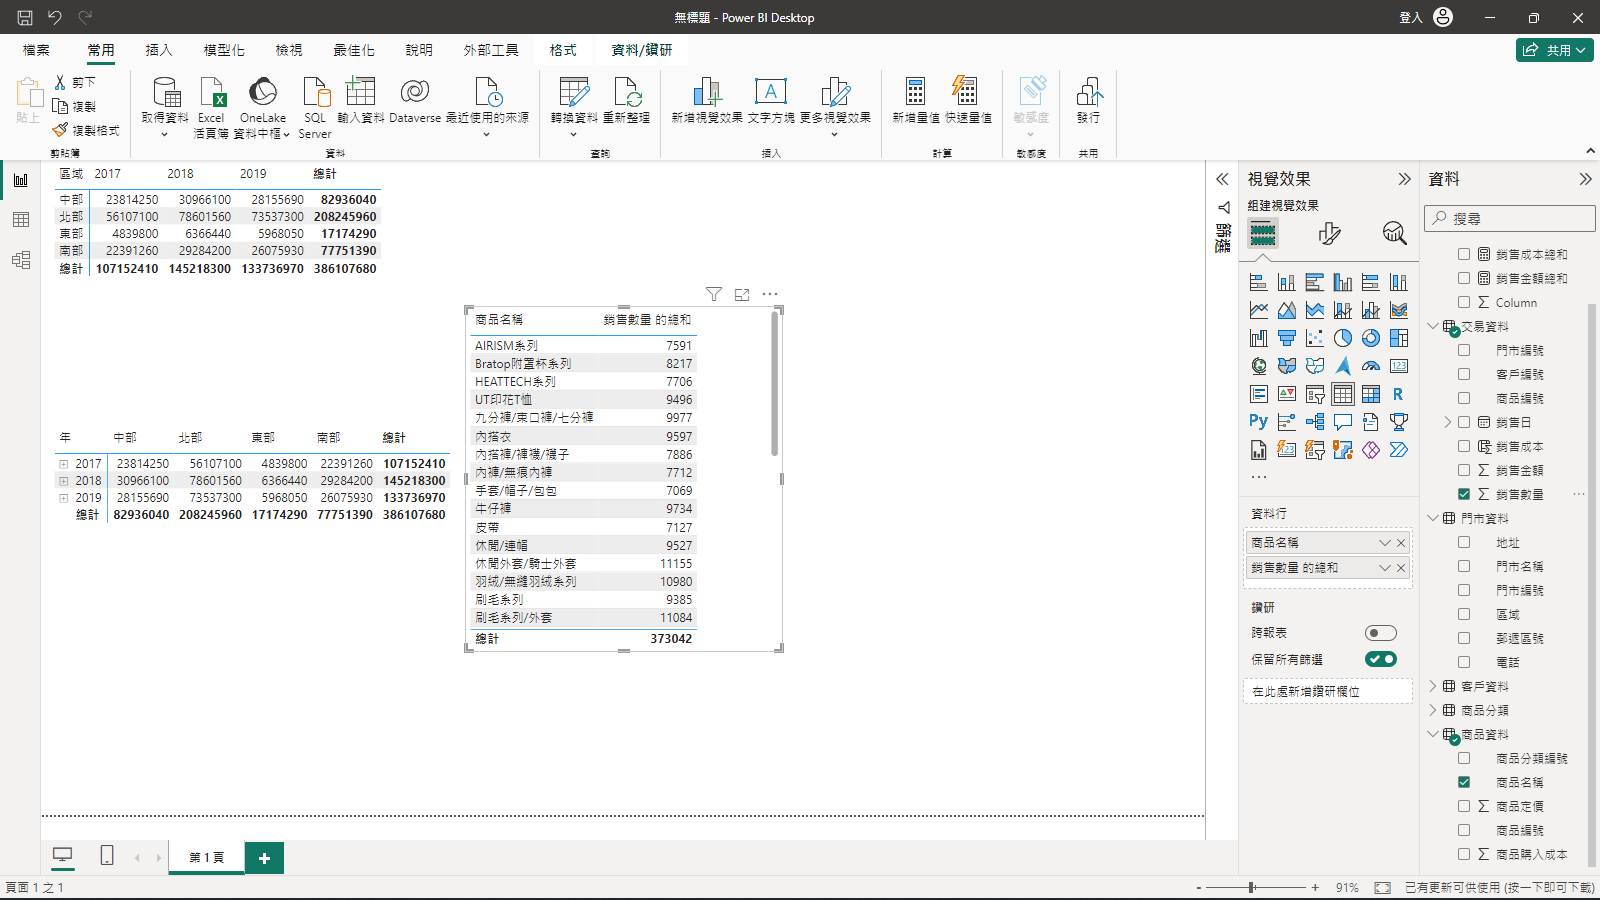 無標題 - Power BI Desktop
登入
檔案 常用 插入 模型化 檢視 最佳化 說明 外部工具 格式 資料/鑽研
共用
貼上
剪下
複製
複製格式
剪貼簿
取得資料
Excel
活頁簿
OneLake
資料中樞
SQL
Server
輸入資料
Dataverse
最近使用的來源
資料
轉換資料
重新整理
查詢
新增視覺效果
文字方塊
更多視覺效果
插入
新增量值
快速量值
計算
敏感度
敏感度
發行
共用
區域 2017 2018 2019 總計
中部 23814250 30966100 28155690 82936040
北部 56107100 78601560 73537300 208245960
東部 4839800 6366440 5968050 17174290
南部 22391260 29284200 26075930 77751390
總計 107152410 145218300 133736970 386107680
年 中部 北部 東部 南部 總計
2017 23814250 56107100 4839800 22391260 107152410
2018 30966100 78601560 6366440 29284200 145218300
2019 28155690 73537300 5968050 26075930 133736970
總計 82936040 208245960 17174290 77751390 386107680
商品名稱 銷售數量 的總和
AIRISM系列 7591
Bratop附罩杯系列 8217
HEATTECH系列 7706
UT印花T恤 9496
九分褲/束口褲/七分褲 9977
內搭衣 9597
內搭褲/褲襪/襪子 7886
內褲/無痕內褲 7712
手套/帽子/包包 7069
牛仔褲 9734
皮帶 7127
休閒/連帽 9527
休閒外套/騎士外套 11155
羽絨/無縫羽絨系列 10980
刷毛系列 9385
刷毛系列/外套 11084
總計 373042
篩選
視覺效果
組建視覺效果
資料行
商品名稱
銷售數量 的總和
鑽研
跨報表
保留所有篩選
在此處新增鑽研欄位
資料
搜尋
銷售成本總和
銷售金額總和
Column
交易資料
門市編號
客戶編號
商品編號
銷售日
銷售成本
銷售金額
銷售數量
門市資料
地址
門市名稱
門市編號
區域
郵遞區號
電話
客戶資料
商品分類
商品資料
商品分類編號
商品名稱
商品定價
商品編號
商品購入成本
第 1 頁
頁面 1 之 1
- + 91%
已有更新可供使用 (按一下即可下載)